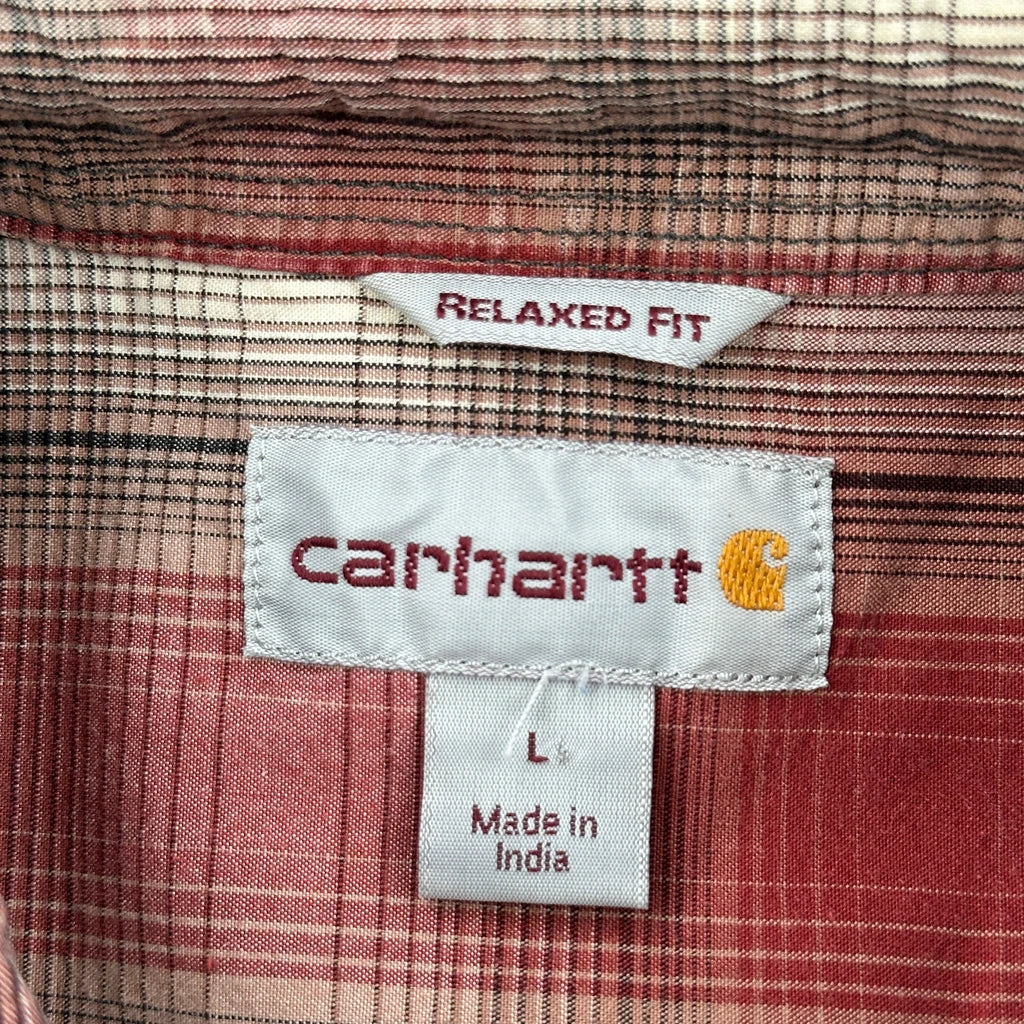 RELAXED FIT
carhartt
L
Made in
India